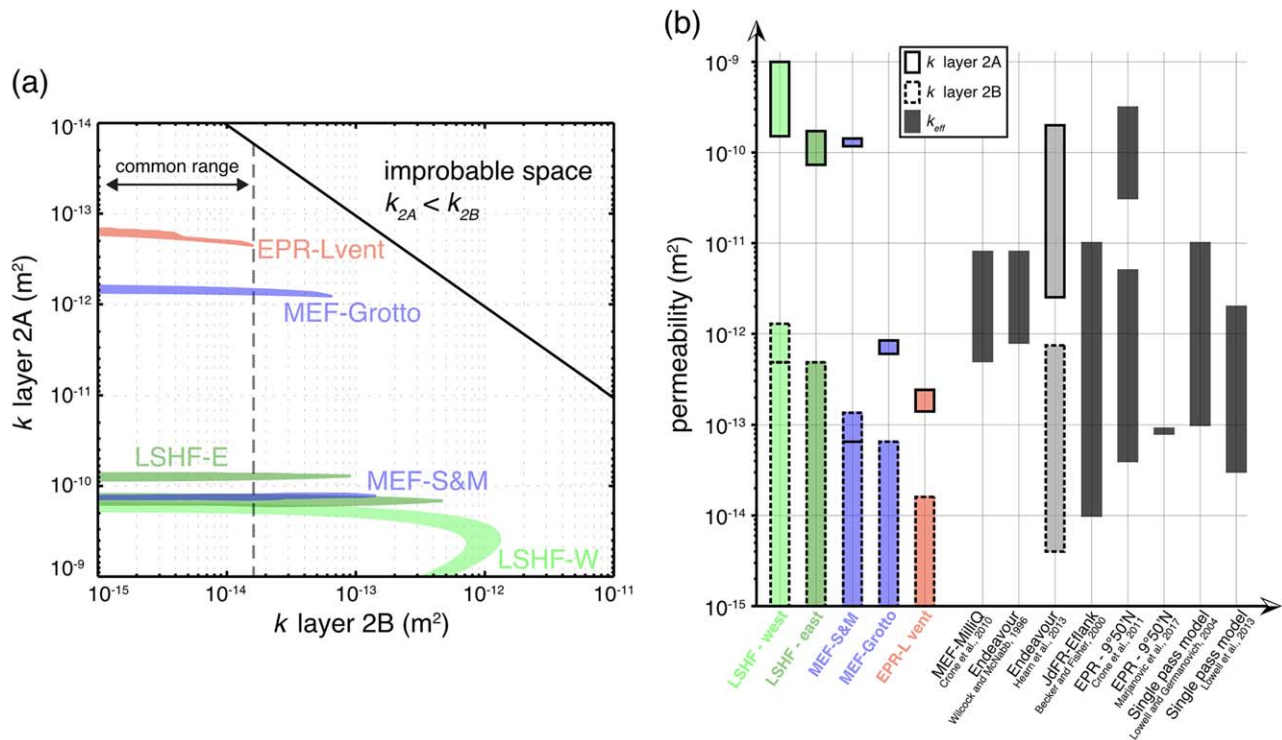 (a)
10⁻¹⁴
10⁻¹³
10⁻¹²
10⁻¹¹
10⁻¹⁰
10⁻⁹
k layer 2A (m²)
common range
improbable space
k2A < k2B
EPR-Lvent
MEF-Grotto
LSHF-E
MEF-S&M
LSHF-W
10⁻¹⁵
10⁻¹⁴
10⁻¹³
10⁻¹²
10⁻¹¹
k layer 2B (m²)
(b)
k layer 2A
k layer 2B
keff
10⁻⁹
10⁻¹⁰
10⁻¹¹
10⁻¹²
10⁻¹³
10⁻¹⁴
10⁻¹⁵
permeability (m²)
LSHF - west
LSHF - east
MEF-S&M
MEF-Grotto
EPR-L vent
MEF-MilliQ
Crone et al., 2010
Endeavour
Wilcock and McNabb, 1996
Endeavour
Hearn et al., 2013
JdFR-Eflank
Becker and Fisher, 2000
EPR - 9°50'N
Crone et al., 2011
EPR - 9°50'N
Marjanovic et al., 2017
Single pass model
Lowell and Germanovich, 2004
Single pass model
Lowell et al., 2013